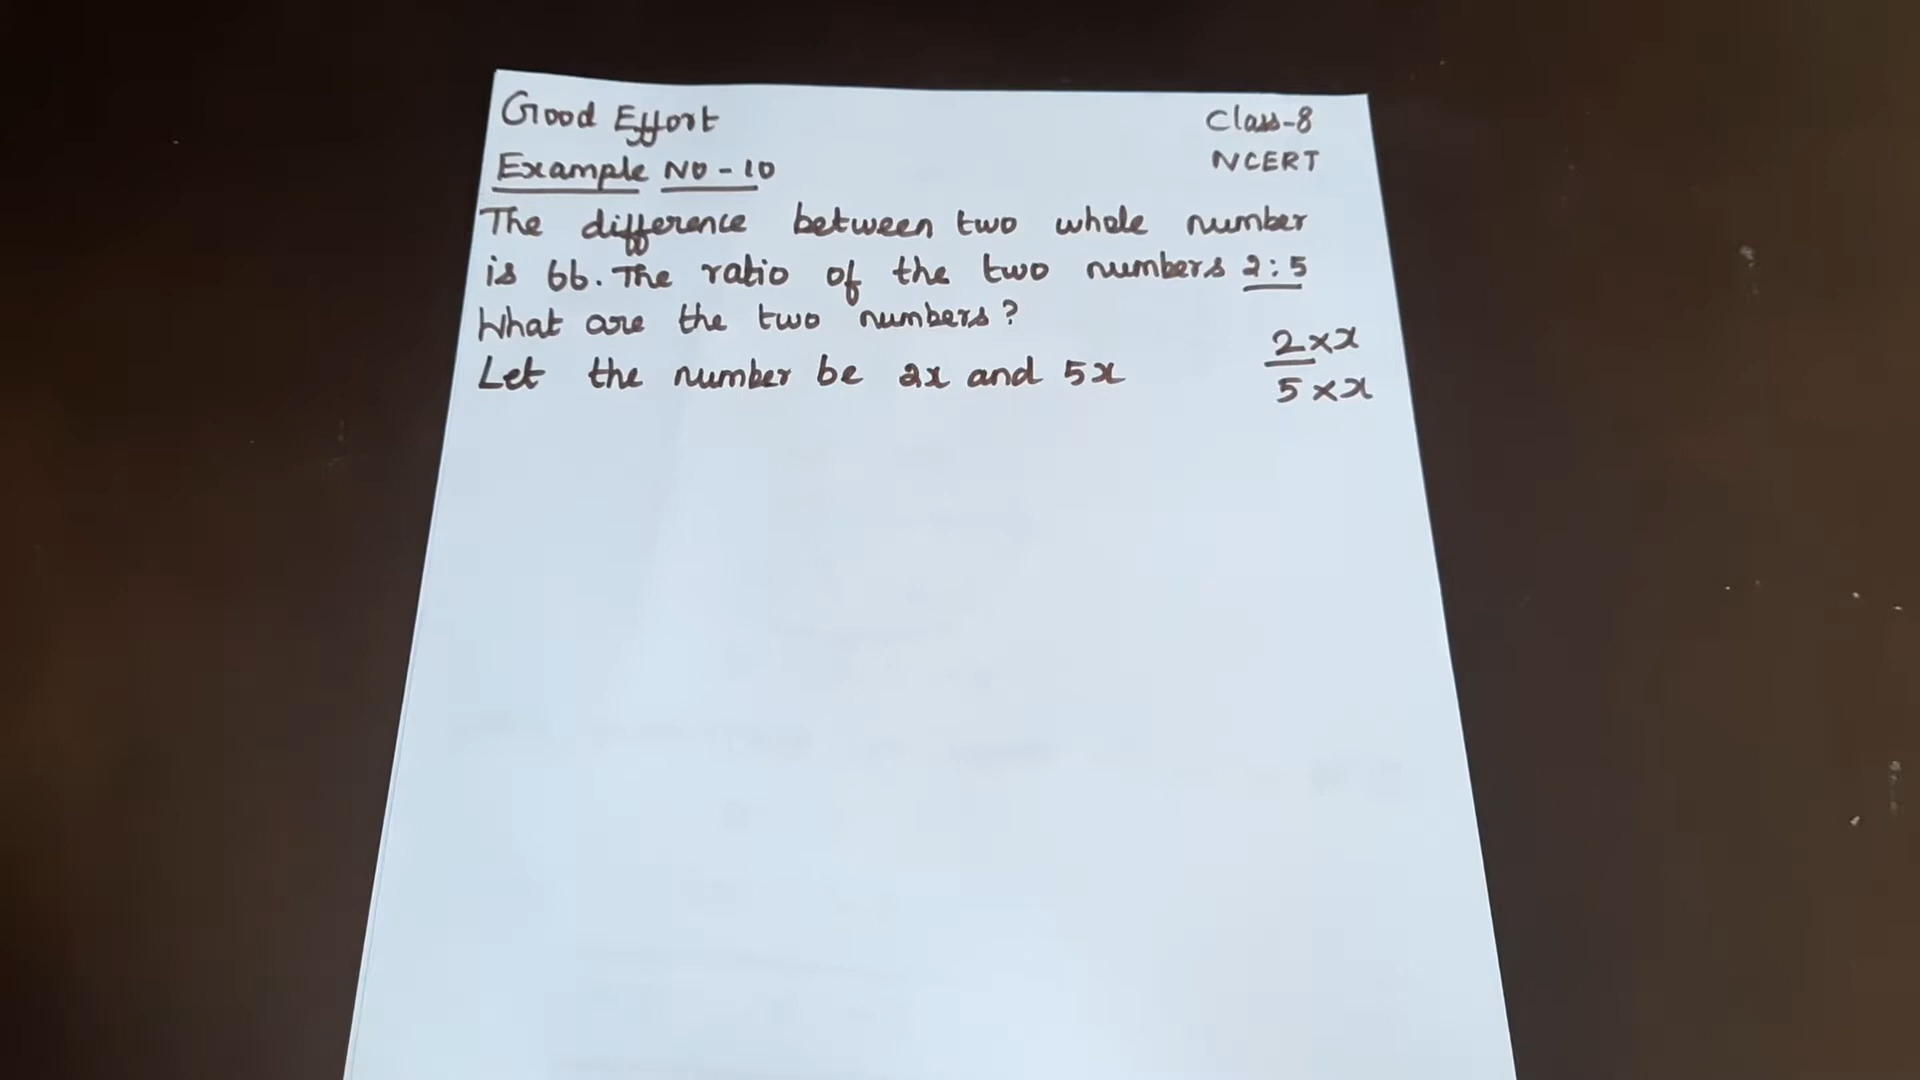 Good Effort
Class-8
Example NO - 10
NCERT
The difference between two whole number
is 66. The ratio of the two numbers 2 : 5
What are the two numbers?
Let the number be 2x and 5x
2 × x
5 × x